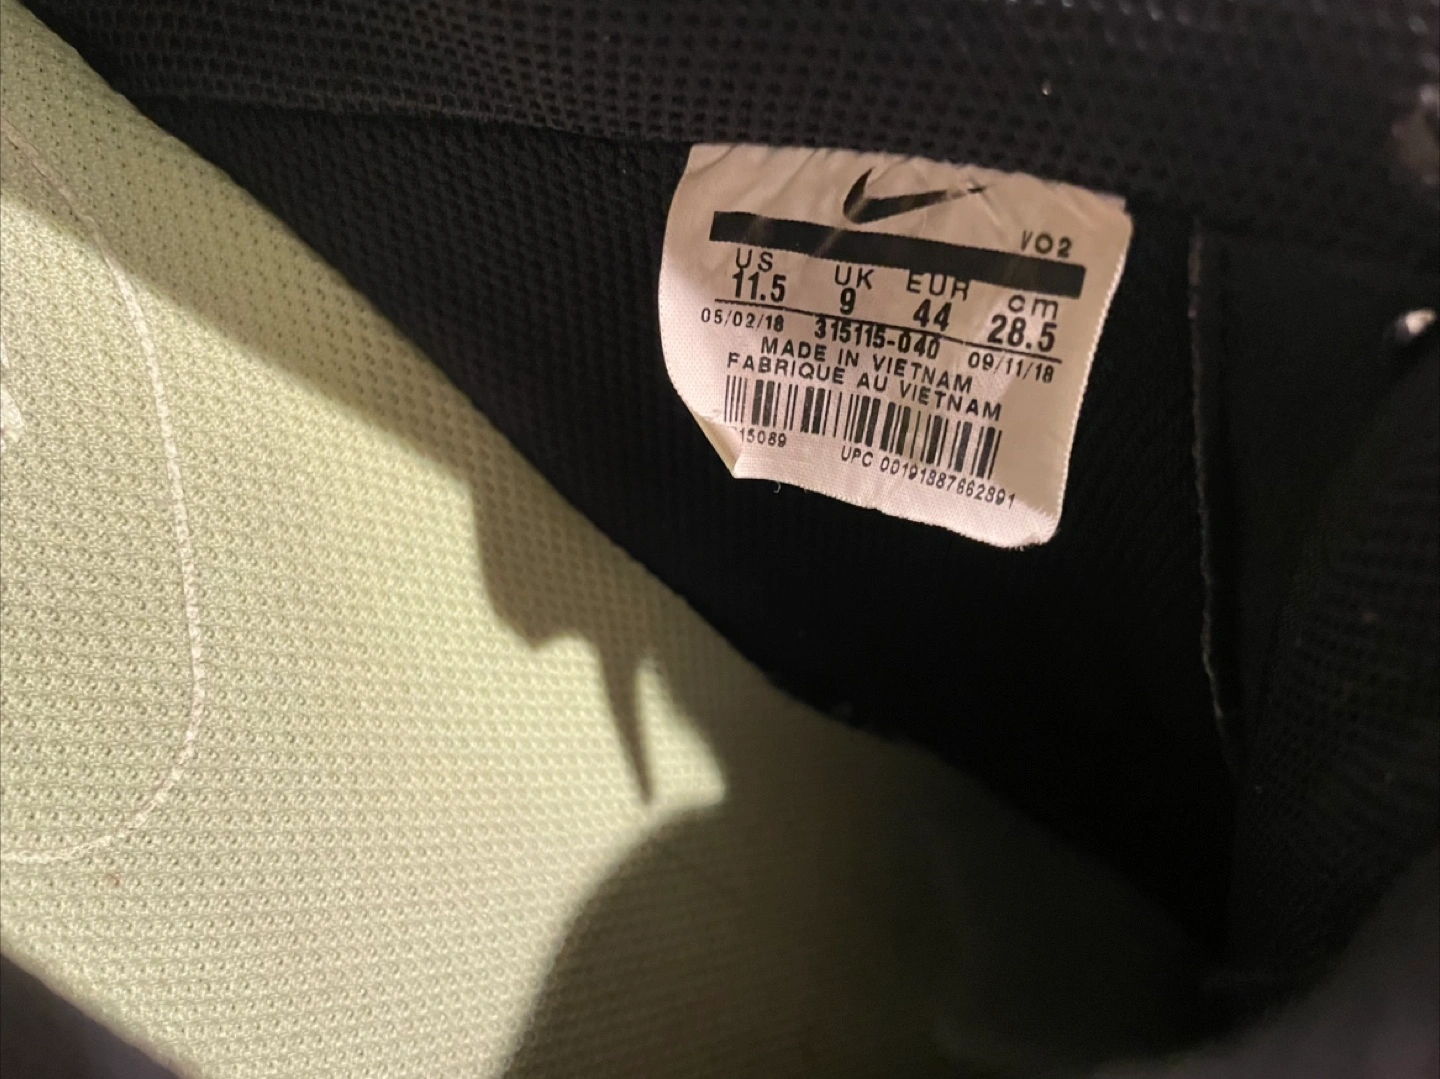 VO2
US UK EUR cm
11.5 9 44 28.5
05/02/18 315115-040 09/11/18
MADE IN VIETNAM
FABRIQUE AU VIETNAM
15089 UPC 00191887662891